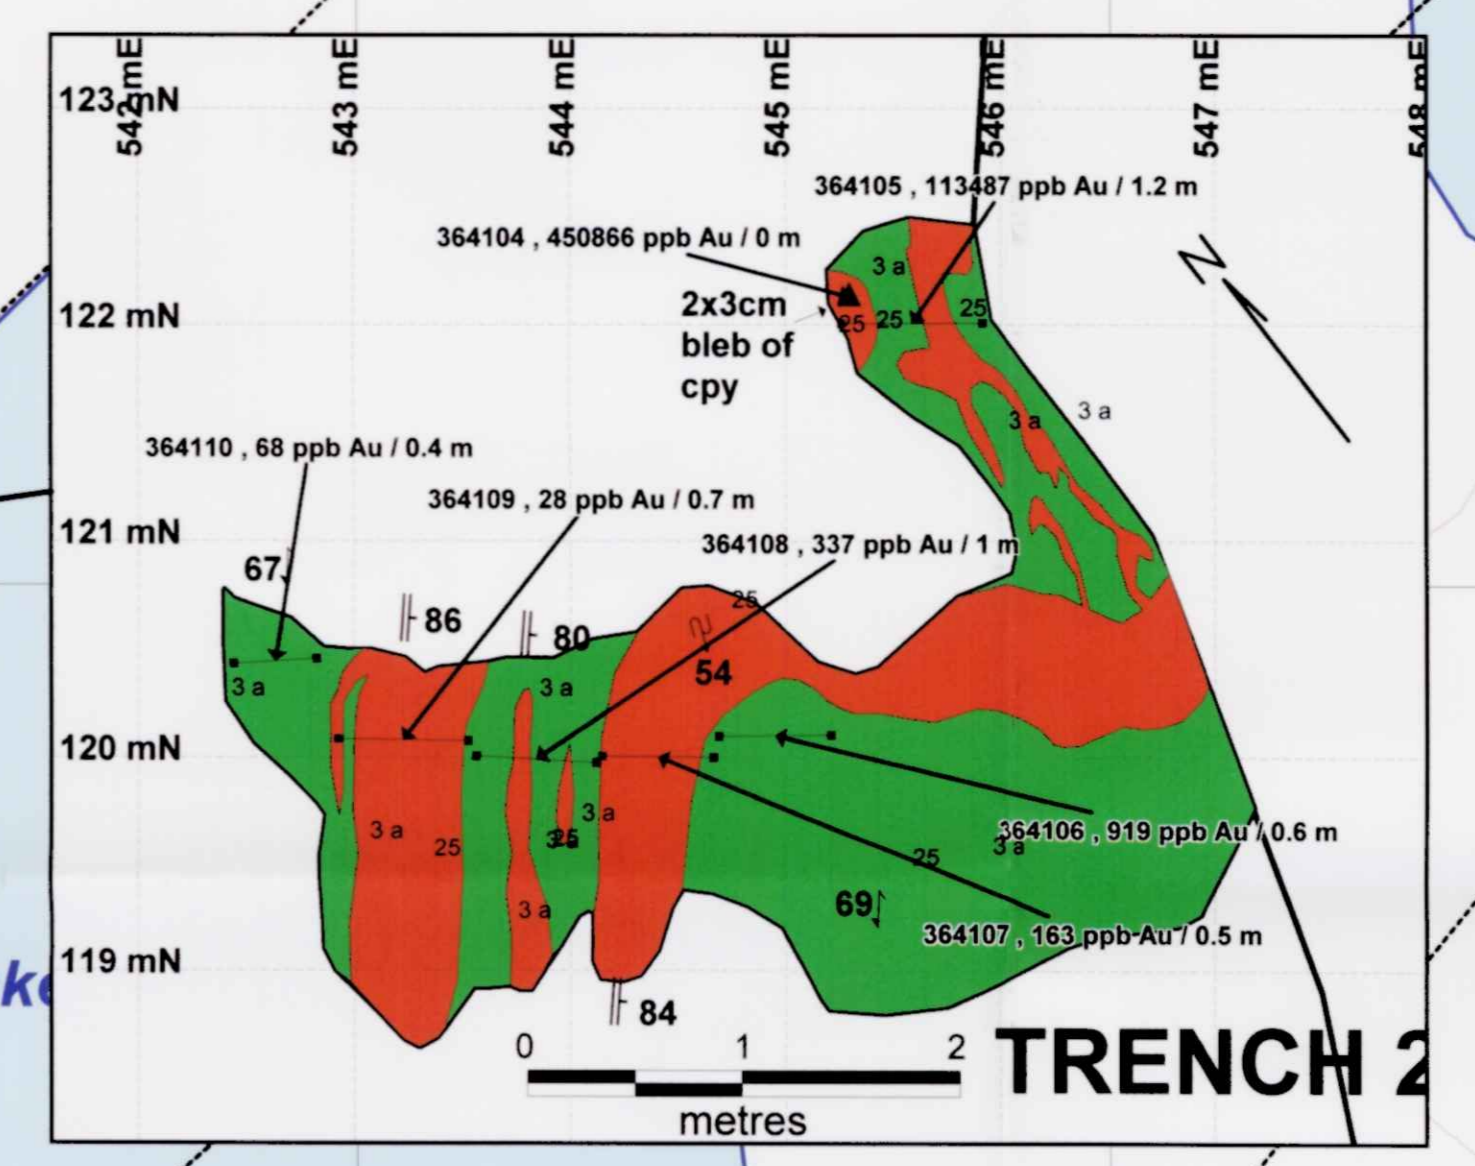 542 mE
543 mE
544 mE
545 mE
546 mE
547 mE
548 mE
123 mN
364105 , 113487 ppb Au / 1.2 m
364104 , 450866 ppb Au / 0 m
3 a
2x3cm
bleb of
cpy
25
25
25
122 mN
3 a
3 a
364110 , 68 ppb Au / 0.4 m
364109 , 28 ppb Au / 0.7 m
121 mN
364108 , 337 ppb Au / 1 m
67
86
80
25
54
3 a
3 a
120 mN
3 a
25
3 a
25
364106 , 919 ppb Au / 0.6 m
3 a
25
3 a
69
364107 , 163 ppb Au / 0.5 m
119 mN
84
0 1 2
metres
TRENCH 2
N